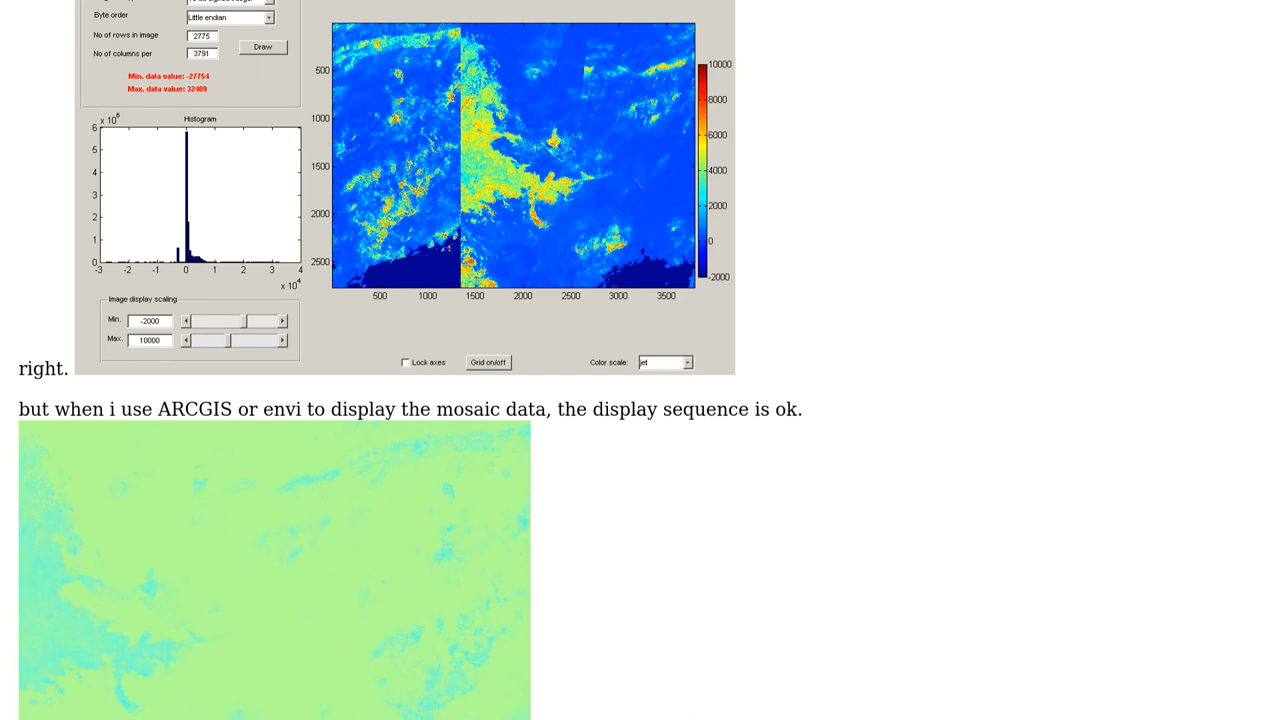 Byte order
Little endian
No of rows in image
2775
No of columns per
3791
Draw
Min. data value: -27754
Max. data value: 32409
Histogram
x 10
6
5
4
3
2
1
0
-3 -2 -1 0 1 2 3 4
x 10⁴
500
1000
1500
2000
2500
500 1000 1500 2000 2500 3000 3500
10000
8000
6000
4000
2000
0
-2000
Image display scaling
Min. -2000
Max. 10000
Lock axes
Grid on/off
Color scale: jet
right.
but when i use ARCGIS or envi to display the mosaic data, the display sequence is ok.